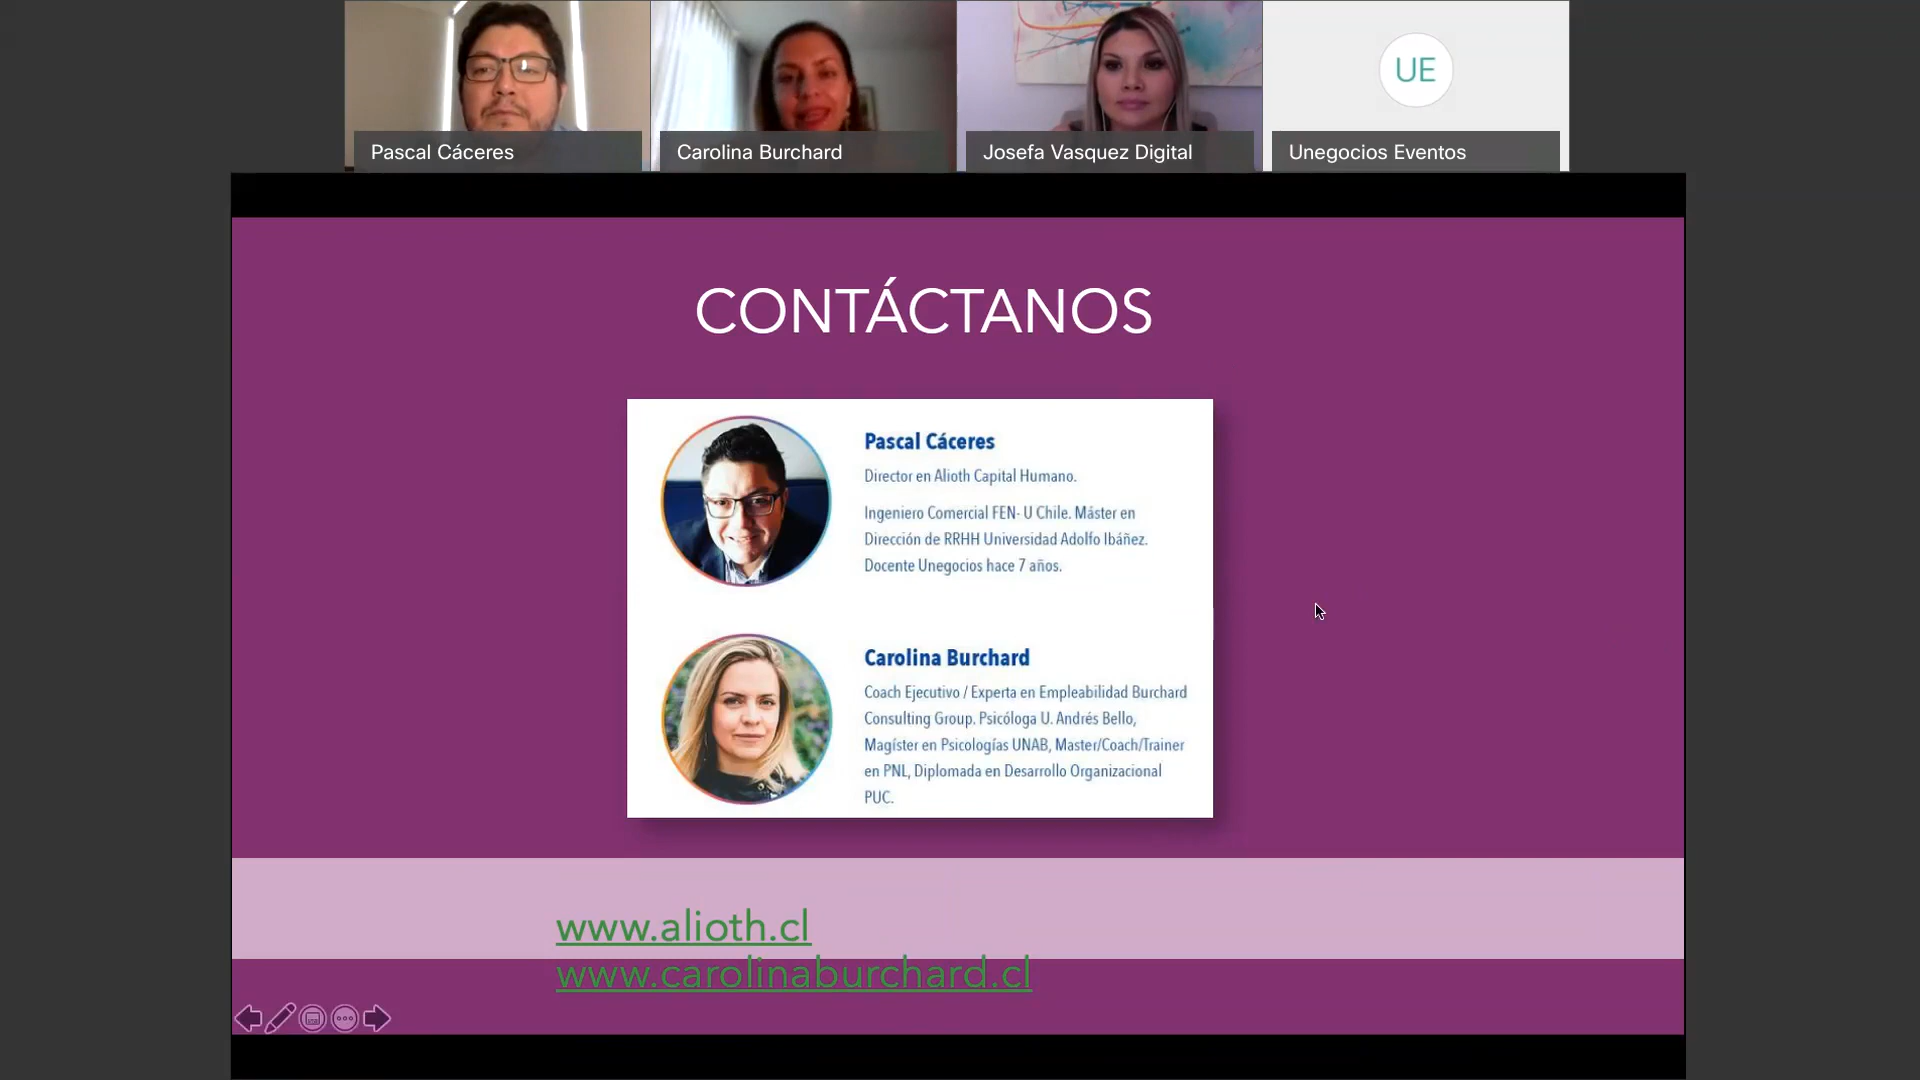 Pascal Cáceres
Carolina Burchard
Josefa Vasquez Digital
UE
Unegocios Eventos
CONTÁCTANOS
Pascal Cáceres
Director en Alioth Capital Humano.
Ingeniero Comercial FEN- U Chile. Máster en
Dirección de RRHH Universidad Adolfo Ibáñez.
Docente Unegocios hace 7 años.
Carolina Burchard
Coach Ejecutivo / Experta en Empleabilidad Burchard
Consulting Group. Psicóloga U. Andrés Bello,
Magíster en Psicologías UNAB, Master/Coach/Trainer
en PNL, Diplomada en Desarrollo Organizacional
PUC.
www.alioth.cl
www.carolinaburchard.cl